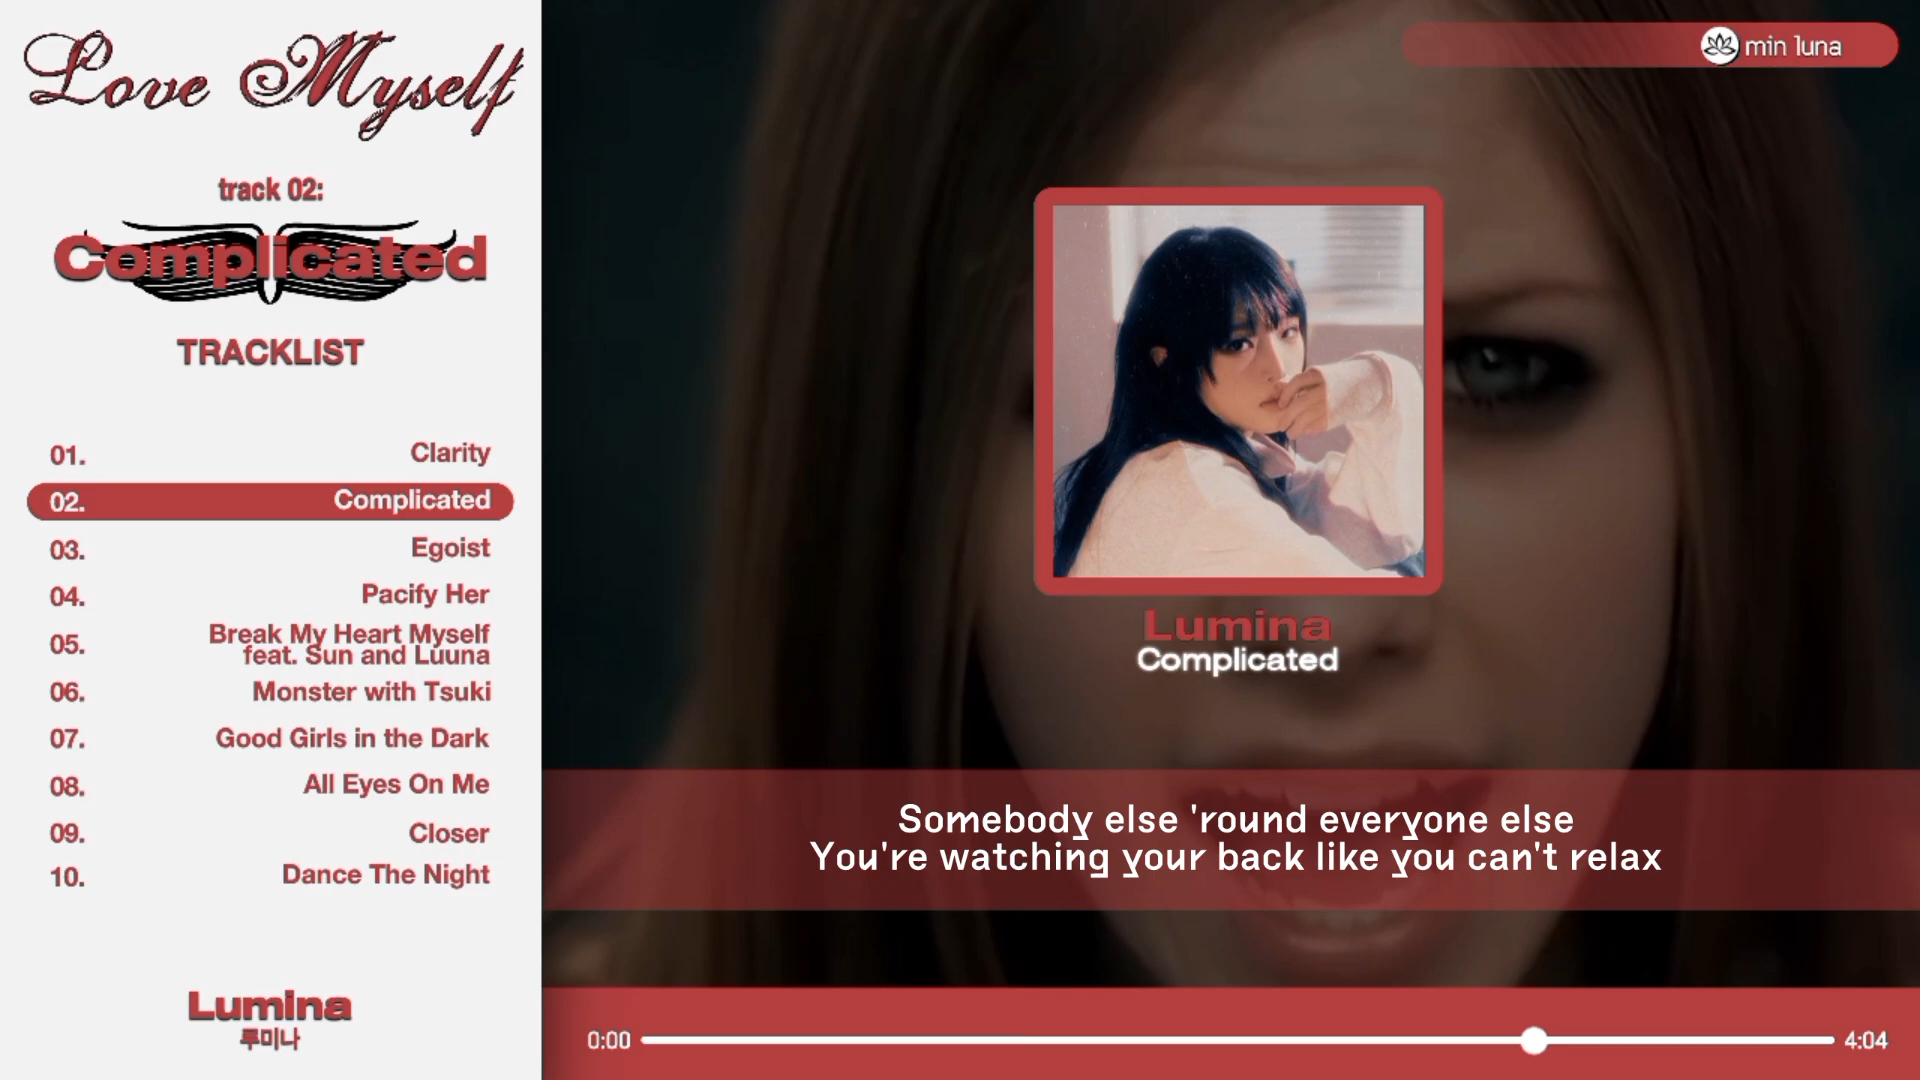 Love Myself
track 02:
Complicated
TRACKLIST
01. Clarity
02. Complicated
03. Egoist
04. Pacify Her
05. Break My Heart Myself
feat. Sun and Luuna
06. Monster with Tsuki
07. Good Girls in the Dark
08. All Eyes On Me
09. Closer
10. Dance The Night
Lumina
루미나
min luna
Lumina
Complicated
Somebody else 'round everyone else
You're watching your back like you can't relax
0:00 4:04